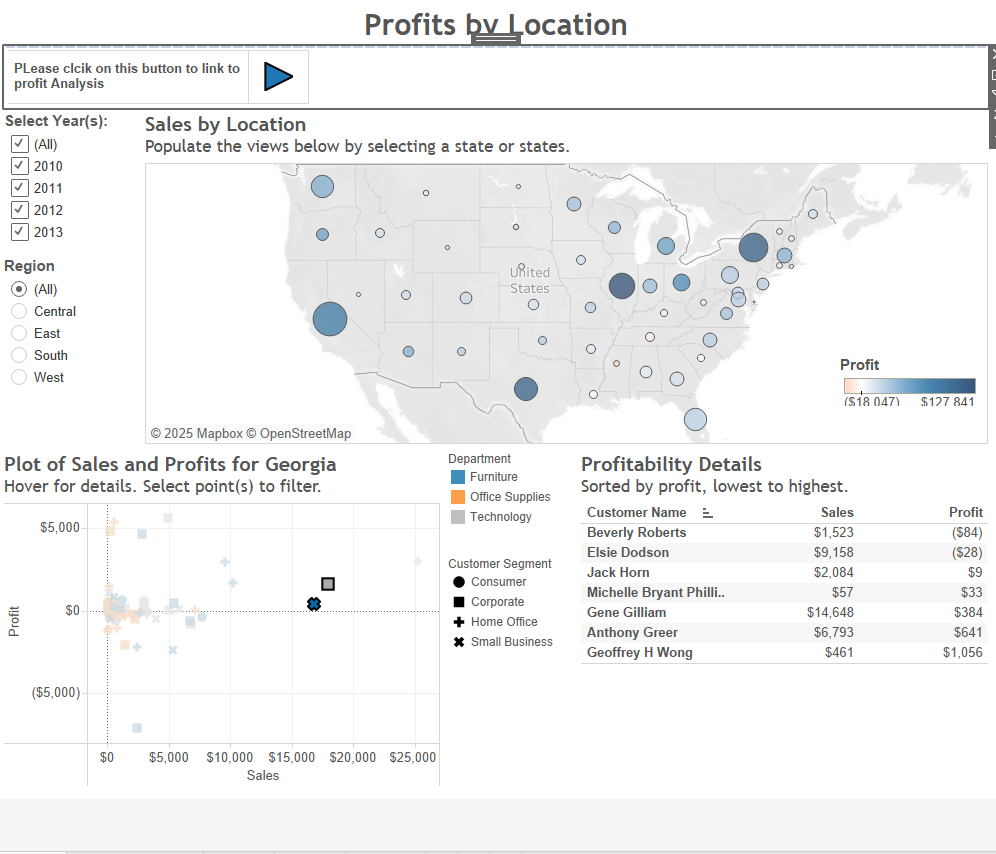 Profits by Location
PLease clcik on this button to link to
profit Analysis
Select Year(s):
(All)
2010
2011
2012
2013
Region
(All)
Central
East
South
West
Sales by Location
Populate the views below by selecting a state or states.
United
States
Profit
($18,047) $127,841
© 2025 Mapbox © OpenStreetMap
Plot of Sales and Profits for Georgia
Hover for details. Select point(s) to filter.
Profit
$5,000
$0
($5,000)
$0 $5,000 $10,000 $15,000 $20,000 $25,000
Sales
Department
Furniture
Office Supplies
Technology
Customer Segment
Consumer
Corporate
Home Office
Small Business
Profitability Details
Sorted by profit, lowest to highest.
Customer Name Sales Profit
Beverly Roberts $1,523 ($84)
Elsie Dodson $9,158 ($28)
Jack Horn $2,084 $9
Michelle Bryant Philli.. $57 $33
Gene Gilliam $14,648 $384
Anthony Greer $6,793 $641
Geoffrey H Wong $461 $1,056